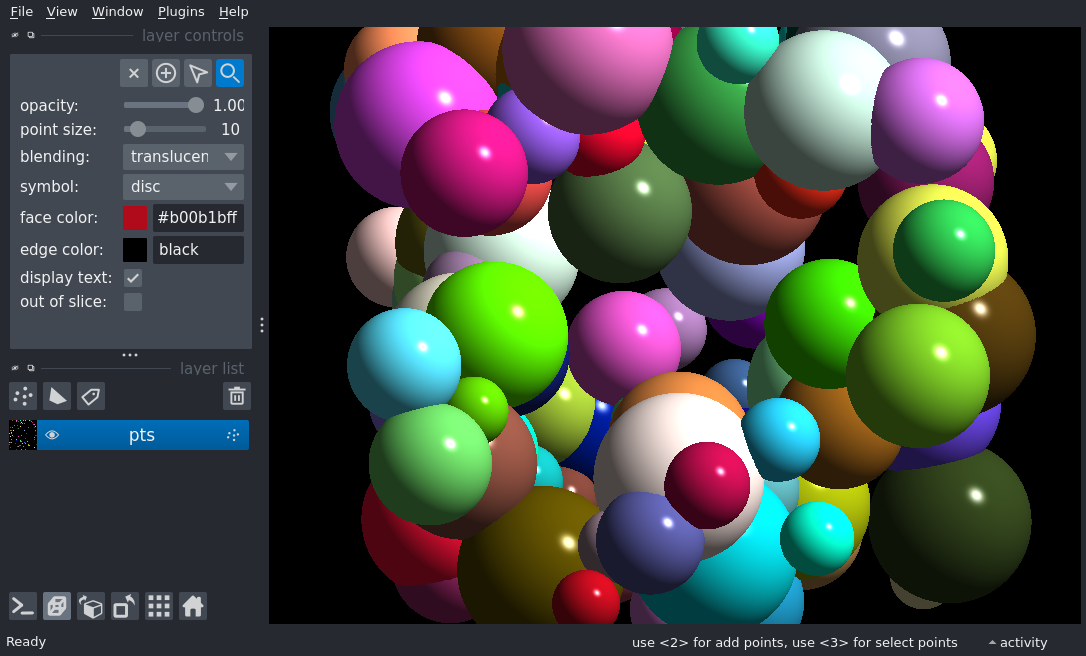 File View Window Plugins Help
layer controls
opacity: 1.00
point size: 10
blending: translucen
symbol: disc
face color: #b00b1bff
edge color: black
display text:
out of slice:
layer list
pts
Ready use <2> for add points, use <3> for select points activity